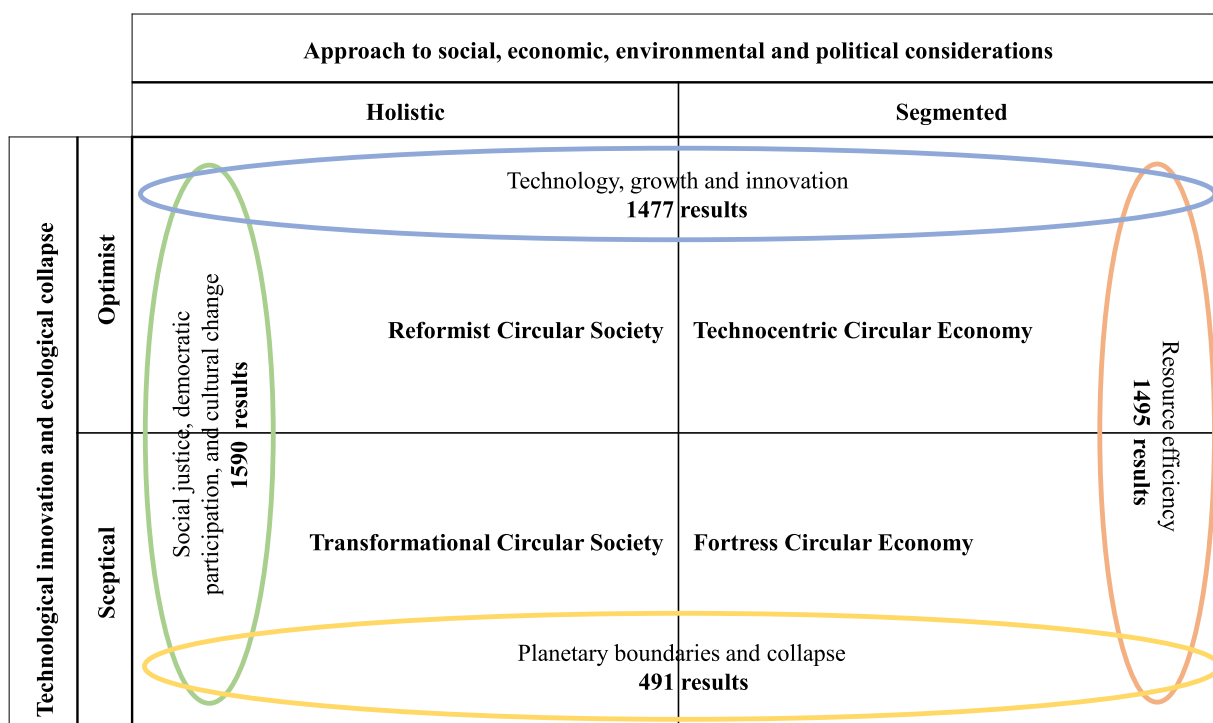 Approach to social, economic, environmental and political considerations
Holistic
Segmented
Technological innovation and ecological collapse
Optimist
Sceptical
Technology, growth and innovation
1477 results
Social justice, democratic
participation, and cultural change
1590 results
Reformist Circular Society
Technocentric Circular Economy
Resource efficiency
1495 results
Transformational Circular Society
Fortress Circular Economy
Planetary boundaries and collapse
491 results